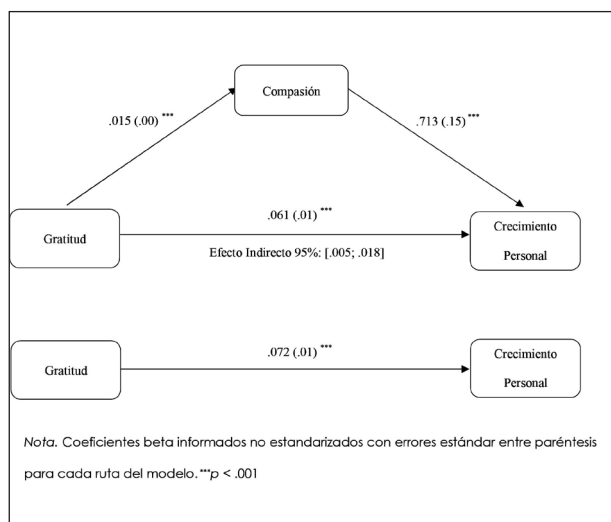 Compasión
.015 (.00) ***
.713 (.15) ***
.061 (.01) ***
Gratitud
Crecimiento
Personal
Efecto Indirecto 95%: [.005; .018]
.072 (.01) ***
Gratitud
Crecimiento
Personal
Nota. Coeficientes beta informados no estandarizados con errores estándar entre paréntesis
para cada ruta del modelo. ***p < .001